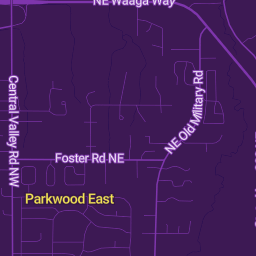 NE Waaga Way
Central Valley Rd NW
NE Old Military Rd
Foster Rd NE
Parkwood East